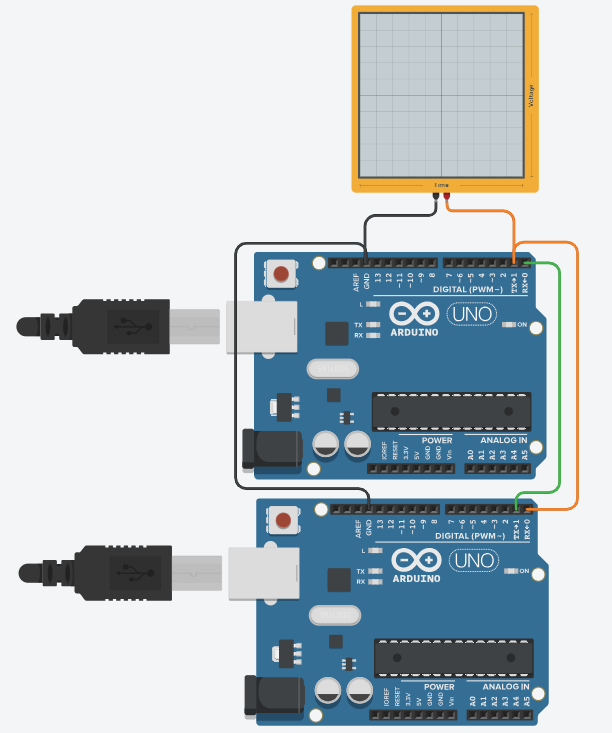 Voltage
Time
AREF
GND
13
12
~11
~10
~9
8
7
~6
~5
4
~3
2
TX→1
RX←0
DIGITAL (PWM~)
L
TX
RX
UNO
ON
ARDUINO
IOREF
RESET
3.3V
5V
GND
GND
Vin
POWER
ANALOG IN
A0
A1
A2
A3
A4
A5
AREF
GND
13
12
~11
~10
~9
8
7
~6
~5
4
~3
2
TX→1
RX←0
DIGITAL (PWM~)
L
TX
RX
UNO
ON
ARDUINO
POWER
ANALOG IN
IOREF
RESET
3.3V
5V
GND
GND
Vin
A0
A1
A2
A3
A4
A5